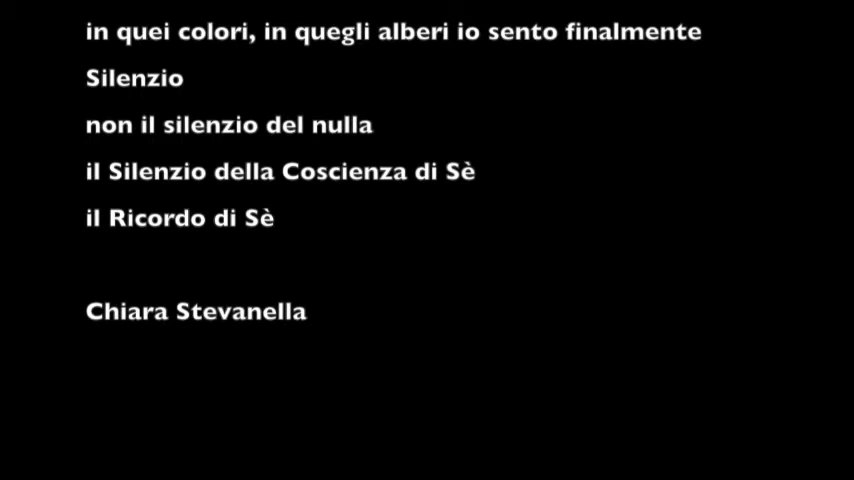 in quei colori, in quegli alberi io sento finalmente
Silenzio
non il silenzio del nulla
il Silenzio della Coscienza di Sè
il Ricordo di Sè
Chiara Stevanella